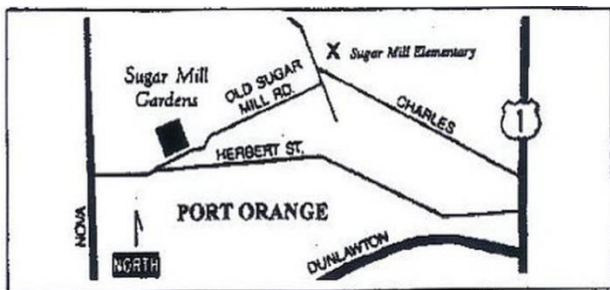 X Sugar Mill Elementary
Sugar Mill
Gardens
OLD SUGAR
MILL RD.
CHARLES
1
HERBERT ST.
PORT ORANGE
NOVA
NORTH
DUNLAWTON